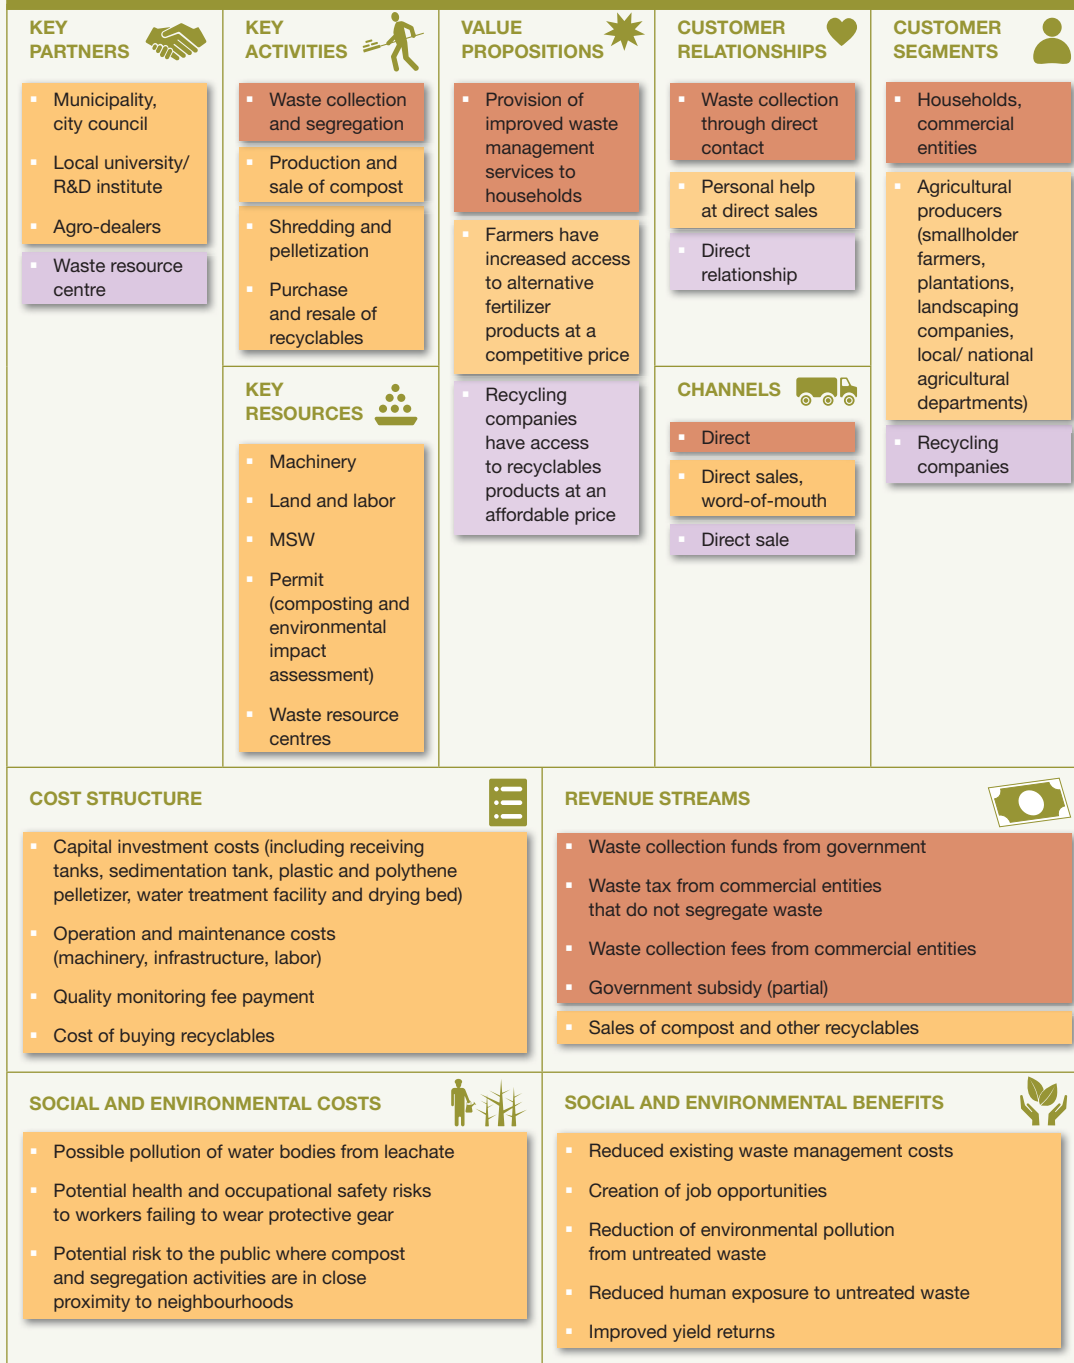 KEY
PARTNERS
▪ Municipality,
city council
▪ Local university/
R&D institute
▪ Agro-dealers
▪ Waste resource
centre
KEY
ACTIVITIES
▪ Waste collection
and segregation
▪ Production and
sale of compost
▪ Shredding and
pelletization
▪ Purchase
and resale of
recyclables
KEY
RESOURCES
▪ Machinery
▪ Land and labor
▪ MSW
▪ Permit
(composting and
environmental
impact
assessment)
▪ Waste resource
centres
VALUE
PROPOSITIONS
▪ Provision of
improved waste
management
services to
households
▪ Farmers have
increased access
to alternative
fertilizer
products at a
competitive price
▪ Recycling
companies
have access
to recyclables
products at an
affordable price
CUSTOMER
RELATIONSHIPS
▪ Waste collection
through direct
contact
▪ Personal help
at direct sales
▪ Direct
relationship
CHANNELS
▪ Direct
▪ Direct sales,
word-of-mouth
▪ Direct sale
CUSTOMER
SEGMENTS
▪ Households,
commercial
entities
▪ Agricultural
producers
(smallholder
farmers,
plantations,
landscaping
companies,
local/ national
agricultural
departments)
▪ Recycling
companies
COST STRUCTURE
▪ Capital investment costs (including receiving
tanks, sedimentation tank, plastic and polythene
pelletizer, water treatment facility and drying bed)
▪ Operation and maintenance costs
(machinery, infrastructure, labor)
▪ Quality monitoring fee payment
▪ Cost of buying recyclables
REVENUE STREAMS
▪ Waste collection funds from government
▪ Waste tax from commercial entities
that do not segregate waste
▪ Waste collection fees from commercial entities
▪ Government subsidy (partial)
▪ Sales of compost and other recyclables
SOCIAL AND ENVIRONMENTAL COSTS
▪ Possible pollution of water bodies from leachate
▪ Potential health and occupational safety risks
to workers failing to wear protective gear
▪ Potential risk to the public where compost
and segregation activities are in close
proximity to neighbourhoods
SOCIAL AND ENVIRONMENTAL BENEFITS
▪ Reduced existing waste management costs
▪ Creation of job opportunities
▪ Reduction of environmental pollution
from untreated waste
▪ Reduced human exposure to untreated waste
▪ Improved yield returns